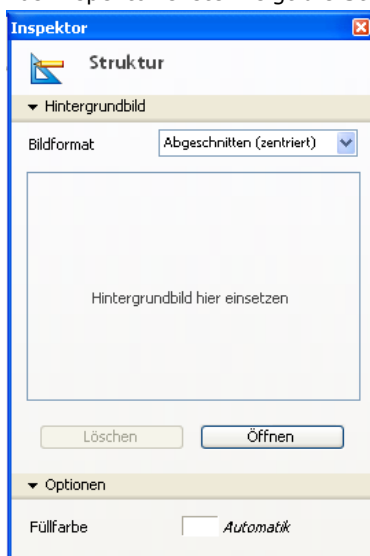 Inspektor
Struktur
Hintergrundbild
Bildformat Abgeschnitten (zentriert)
Hintergrundbild hier einsetzen
Löschen Öffnen
Optionen
Füllfarbe Automatik